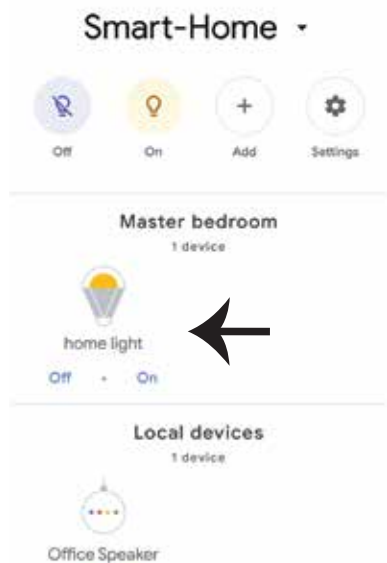 Smart-Home
Off On Add Settings
Master bedroom
1 device
home light
Off - On
Local devices
1 device
Office Speaker